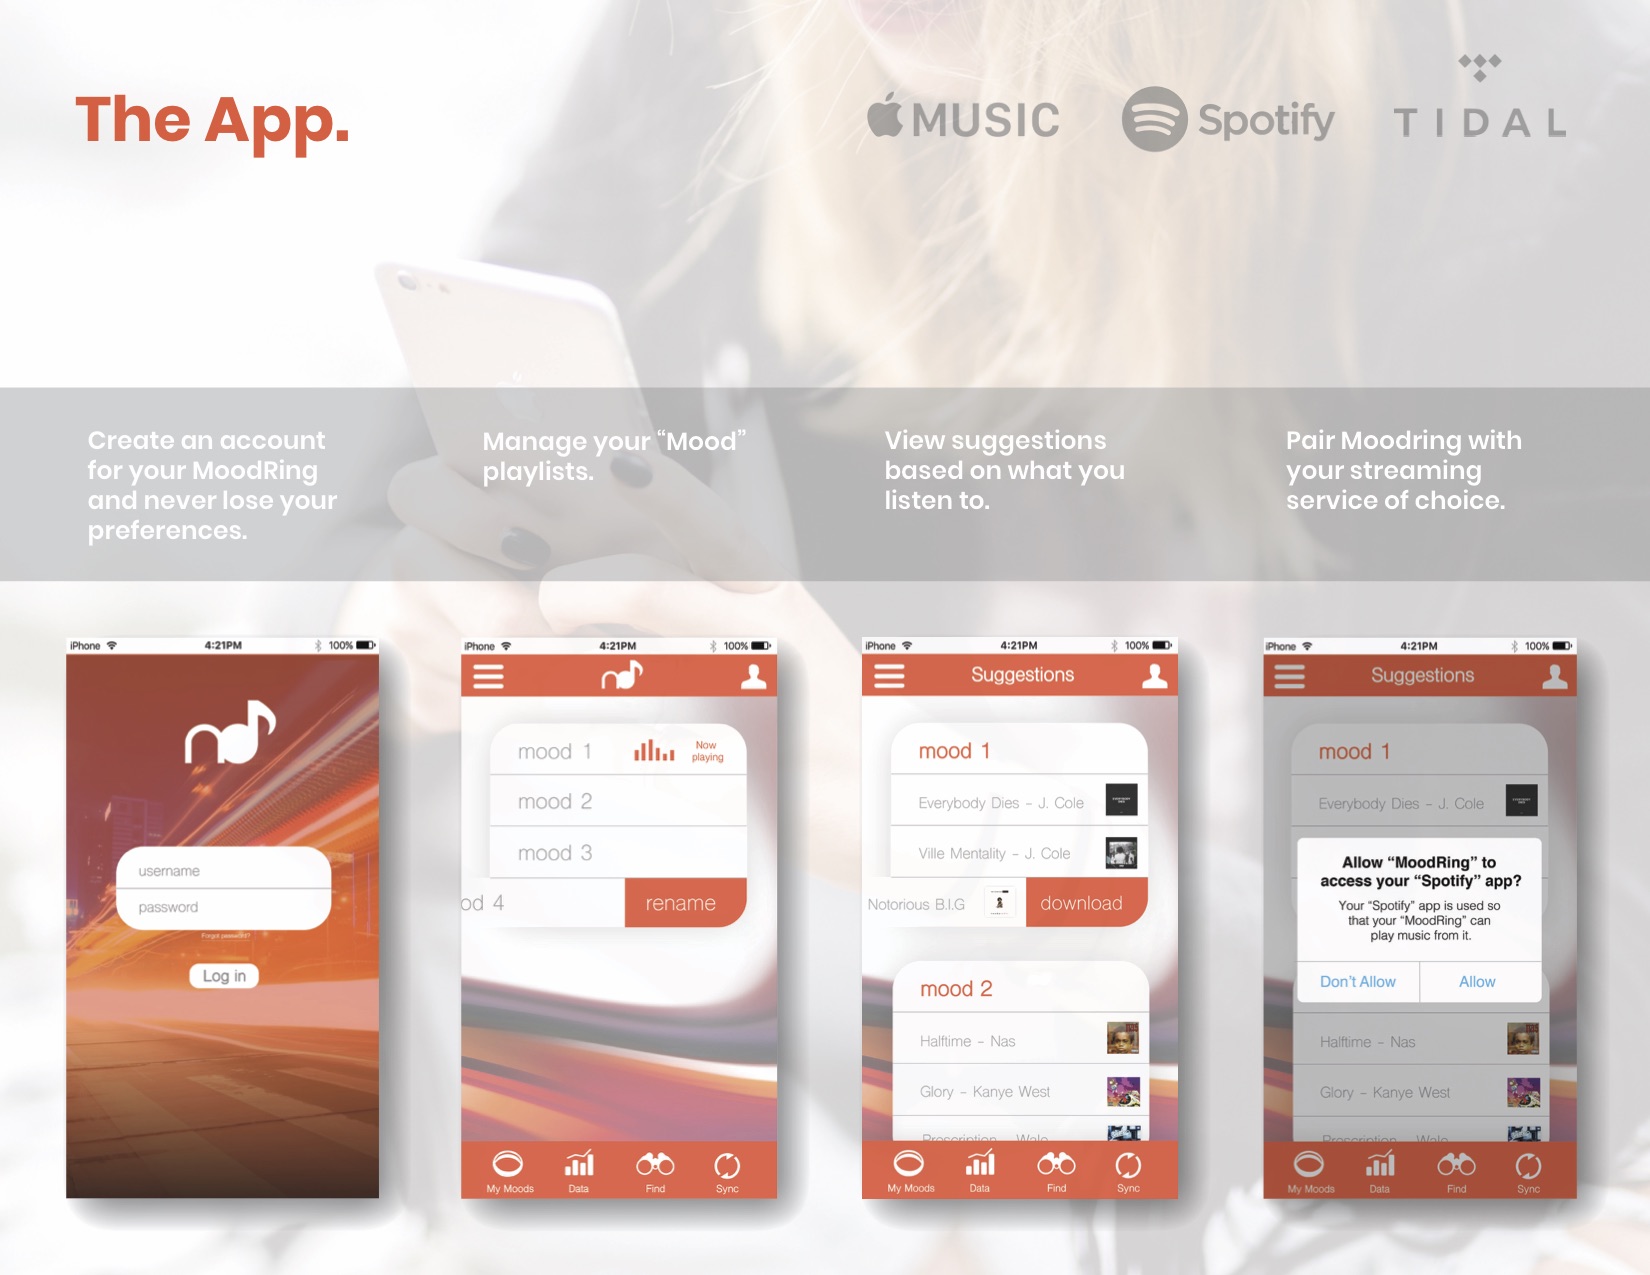 The App.
MUSIC
Spotify
TIDAL
Create an account
for your MoodRing
and never lose your
preferences.
Manage your “Mood”
playlists.
View suggestions
based on what you
listen to.
Pair Moodring with
your streaming
service of choice.
iPhone 4:21PM 100%
username
password
Forgot password?
Log in
iPhone 4:21PM 100%
mood 1
Now
playing
mood 2
mood 3
od 4
rename
My Moods
Data
Find
Sync
iPhone 4:21PM 100%
Suggestions
mood 1
Everybody Dies - J. Cole
Ville Mentality - J. Cole
Notorious B.I.G
download
mood 2
Halftime - Nas
Glory - Kanye West
Prescription Wale
My Moods
Data
Find
Sync
iPhone 4:21PM 100%
Suggestions
mood 1
Everybody Dies - J. Cole
Allow “MoodRing” to
access your “Spotify” app?
Your “Spotify” app is used so
that your “MoodRing” can
play music from it.
Don’t Allow
Allow
Halftime - Nas
Glory - Kanye West
Prescription Wale
My Moods
Data
Find
Sync